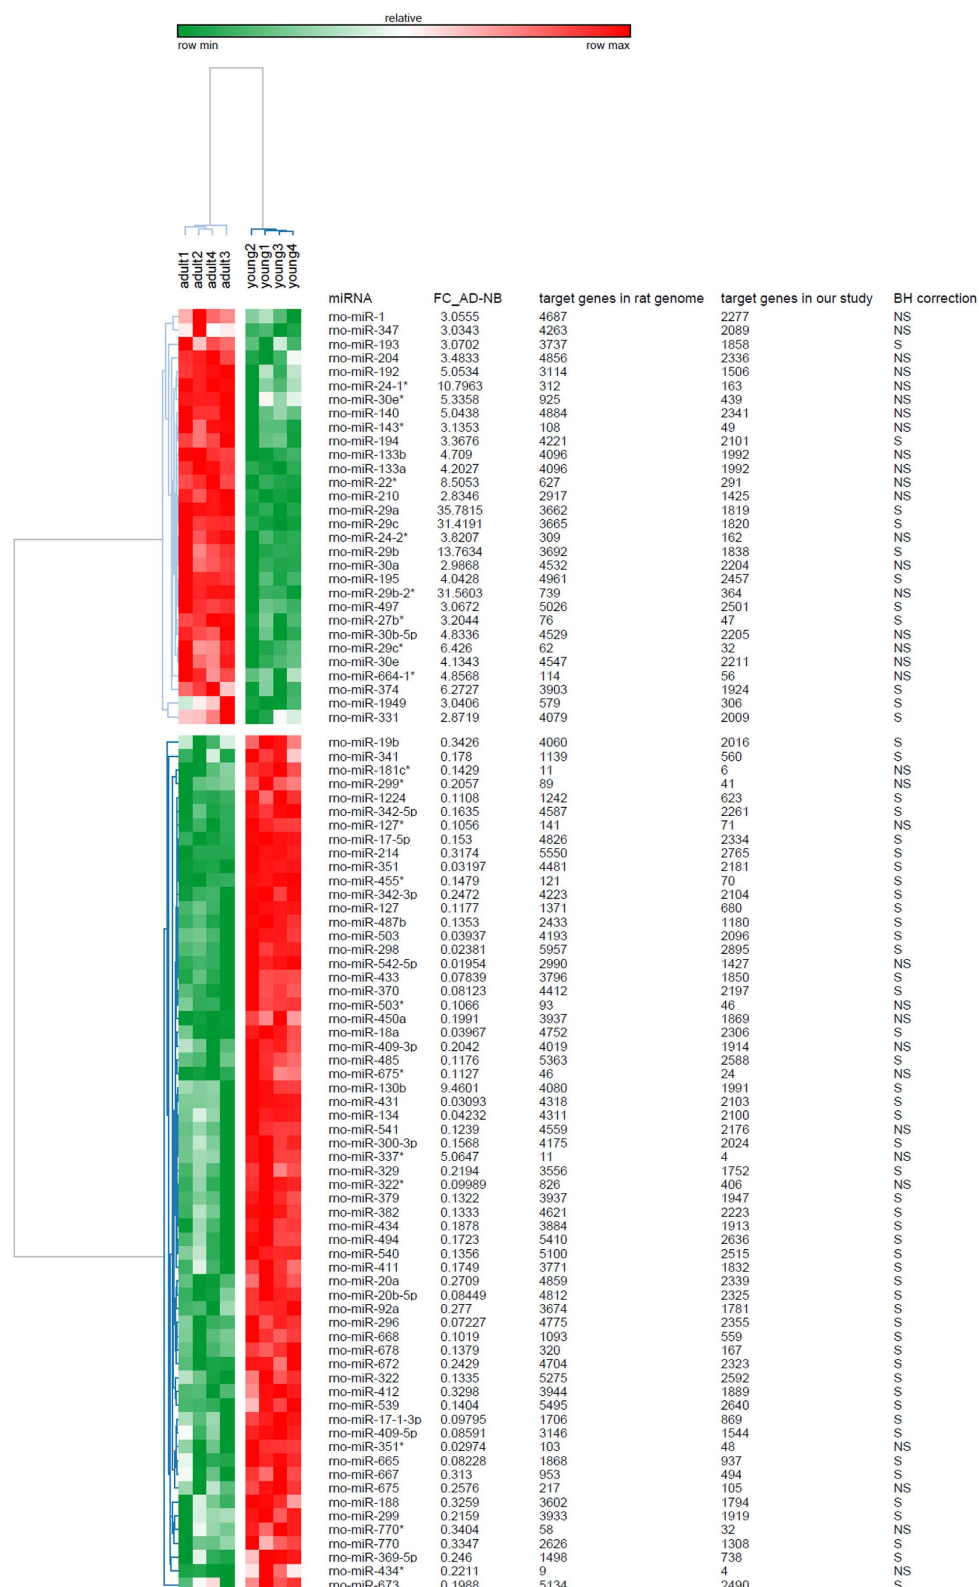 relative
row min row max
adult1
adult2
adult4
adult3
young2
young1
young3
young4
miRNA FC_AD-NB target genes in rat genome target genes in our study BH correction
rno-miR-1 3.0555 4687 2277 NS
rno-miR-347 3.0343 4263 2089 NS
rno-miR-193 3.0702 3737 1858 S
rno-miR-204 3.4833 4856 2336 NS
rno-miR-192 5.0534 3114 1506 NS
rno-miR-24-1* 10.7963 312 163 NS
rno-miR-30e* 5.3358 925 439 NS
rno-miR-140 5.0438 4884 2341 NS
rno-miR-143* 3.1353 108 49 NS
rno-miR-194 3.3676 4221 2101 S
rno-miR-133b 4.709 4096 1992 NS
rno-miR-133a 4.2027 4096 1992 NS
rno-miR-22* 8.5053 627 291 NS
rno-miR-210 2.8346 2917 1425 NS
rno-miR-29a 35.7815 3662 1819 S
rno-miR-29c 31.4191 3665 1820 S
rno-miR-24-2* 3.8207 309 162 NS
rno-miR-29b 13.7634 3692 1838 S
rno-miR-30a 2.9868 4532 2204 NS
rno-miR-195 4.0428 4961 2457 S
rno-miR-29b-2* 31.5603 739 364 NS
rno-miR-497 3.0672 5026 2501 S
rno-miR-27b* 3.2044 76 47 S
rno-miR-30b-5p 4.8336 4529 2205 NS
rno-miR-29c* 6.426 62 32 NS
rno-miR-30e 4.1343 4547 2211 NS
rno-miR-664-1* 4.8568 114 56 NS
rno-miR-374 6.2727 3903 1924 S
rno-miR-1949 3.0406 579 306 S
rno-miR-331 2.8719 4079 2009 S
rno-miR-19b 0.3426 4060 2016 S
rno-miR-341 0.178 1139 560 S
rno-miR-181c* 0.1429 11 6 NS
rno-miR-299* 0.2057 89 41 NS
rno-miR-1224 0.1108 1242 623 S
rno-miR-342-5p 0.1635 4587 2261 S
rno-miR-127* 0.1056 141 71 NS
rno-miR-17-5p 0.153 4826 2334 S
rno-miR-214 0.3174 5550 2765 S
rno-miR-351 0.03197 4481 2181 S
rno-miR-455* 0.1479 121 70 S
rno-miR-342-3p 0.2472 4223 2104 S
rno-miR-127 0.1177 1371 680 S
rno-miR-487b 0.1353 2433 1180 S
rno-miR-503 0.03937 4193 2096 S
rno-miR-298 0.02381 5957 2895 S
rno-miR-542-5p 0.01954 2990 1427 NS
rno-miR-433 0.07839 3796 1850 S
rno-miR-370 0.08123 4412 2197 S
rno-miR-503* 0.1066 93 46 NS
rno-miR-450a 0.1991 3937 1869 NS
rno-miR-18a 0.03967 4752 2306 S
rno-miR-409-3p 0.2042 4019 1914 NS
rno-miR-485 0.1176 5363 2588 S
rno-miR-675* 0.1127 46 24 NS
rno-miR-130b 9.4601 4080 1991 S
rno-miR-431 0.03093 4318 2103 S
rno-miR-134 0.04232 4311 2100 S
rno-miR-541 0.1239 4559 2176 NS
rno-miR-300-3p 0.1568 4175 2024 S
rno-miR-337* 5.0647 11 4 NS
rno-miR-329 0.2194 3556 1752 S
rno-miR-322* 0.09989 826 406 NS
rno-miR-379 0.1322 3937 1947 S
rno-miR-382 0.1333 4621 2223 S
rno-miR-434 0.1878 3884 1913 S
rno-miR-494 0.1723 5410 2636 S
rno-miR-540 0.1356 5100 2515 S
rno-miR-411 0.1749 3771 1832 S
rno-miR-20a 0.2709 4859 2339 S
rno-miR-20b-5p 0.08449 4812 2325 S
rno-miR-92a 0.277 3674 1781 S
rno-miR-296 0.07227 4775 2355 S
rno-miR-668 0.1019 1093 559 S
rno-miR-678 0.1379 320 167 S
rno-miR-672 0.2429 4704 2323 S
rno-miR-322 0.1335 5275 2592 S
rno-miR-412 0.3298 3944 1889 S
rno-miR-539 0.1404 5495 2640 S
rno-miR-17-1-3p 0.09795 1706 869 S
rno-miR-409-5p 0.08591 3146 1544 S
rno-miR-351* 0.02974 103 48 NS
rno-miR-665 0.08228 1868 937 S
rno-miR-667 0.313 953 494 S
rno-miR-675 0.2576 217 105 NS
rno-miR-188 0.3259 3602 1794 S
rno-miR-299 0.2159 3933 1919 S
rno-miR-770* 0.3404 58 32 NS
rno-miR-770 0.3347 2626 1308 S
rno-miR-369-5p 0.246 1498 738 S
rno-miR-434* 0.2211 9 4 NS
rno-miR-673 0.1988 5134 2490 S